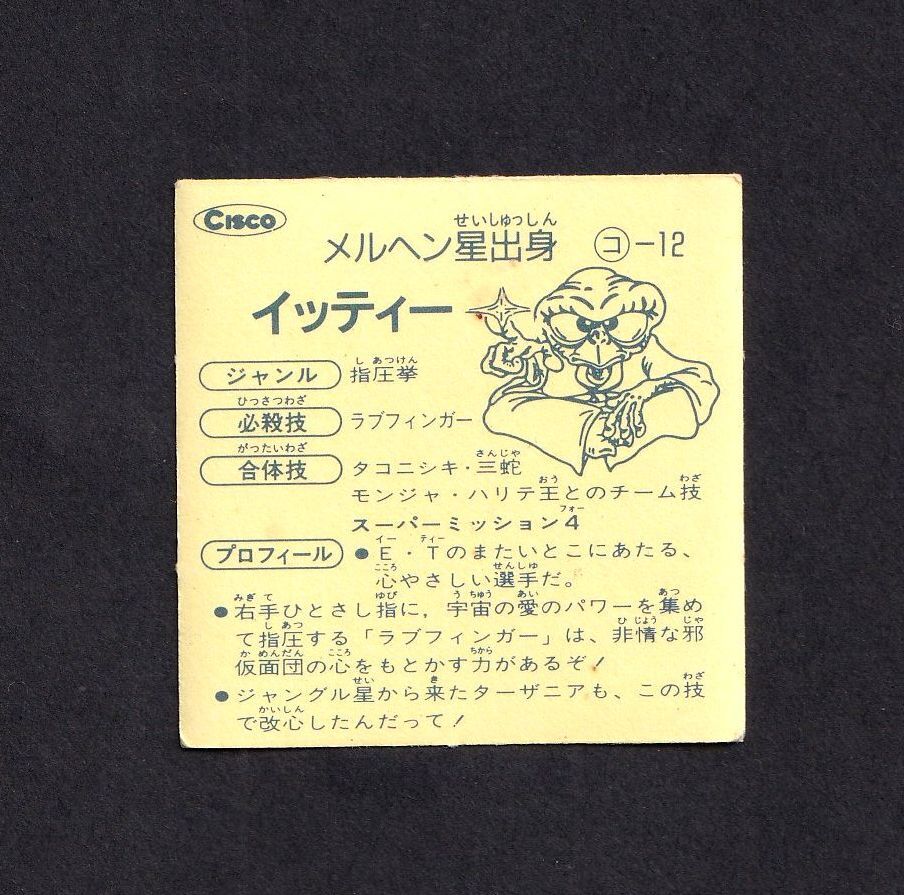 CISCO
メルヘン星出身 コ-12
せいしゅっしん
イッティー
ジャンル 指圧拳
し あつけん
必殺技 ラブフィンガー
ひっさつわざ
合体技 タコニシキ・三蛇
がったいわざ さんじゃ
モンジャ・ハリテ王とのチーム技
おう わざ
スーパーミッション4
フォー
プロフィール ●E・Tのまたいとこにあたる、
イー ティー
心やさしい選手だ。
こころ せんしゅ
●右手ひとさし指に,宇宙の愛のパワーを集め
みぎ て ゆび う ちゅう あい あつ
て指圧する「ラブフィンガー」は、非情な邪
し あつ ひ じょう じゃ
仮面団の心をもとかす力があるぞ!
か めんだん こころ ちから
●ジャングル星から来たターザニアも、この技
せい き わざ
で改心したんだって!
かいしん